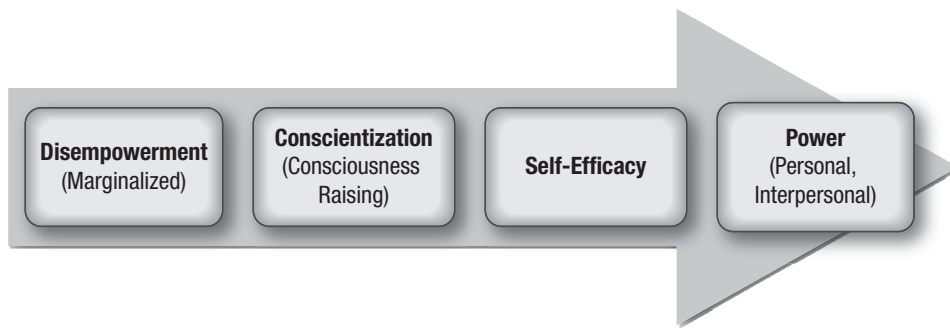 Disempowerment
(Marginalized)
Conscientization
(Consciousness
Raising)
Self-Efficacy
Power
(Personal,
Interpersonal)